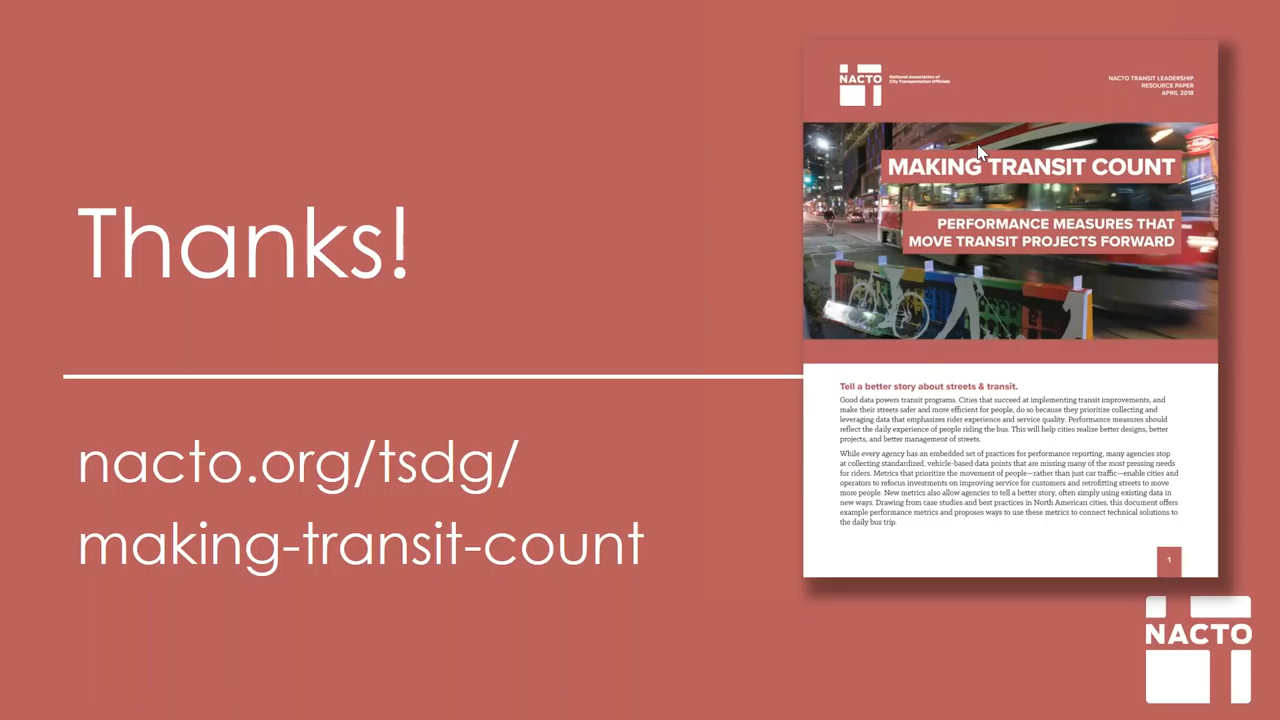 Thanks!
nacto.org/tsdg/
making-transit-count
NACTO
National Association of
City Transportation Officials
NACTO TRANSIT LEADERSHIP
RESOURCE PAPER
APRIL 2018
MAKING TRANSIT COUNT
PERFORMANCE MEASURES THAT
MOVE TRANSIT PROJECTS FORWARD
Tell a better story about streets & transit.
Good data powers transit programs. Cities that succeed at implementing transit improvements, and
make their streets safer and more efficient for people, do so because they prioritize collecting and
leveraging data that emphasizes rider experience and service quality. Performance measures should
reflect the daily experience of people riding the bus. This will help cities realize better designs, better
projects, and better management of streets.
While every agency has an embedded set of practices for performance reporting, many agencies stop
at collecting standardized, vehicle-based data points that are missing many of the most pressing needs
for riders. Metrics that prioritize the movement of people—rather than just car traffic—enable cities and
operators to refocus investments on improving service for customers and retrofitting streets to move
more people. New metrics also allow agencies to tell a better story, often simply using existing data in
new ways. Drawing from case studies and best practices in North American cities, this document offers
example performance metrics and proposes ways to use these metrics to connect technical solutions to
the daily bus trip.
1
NACTO